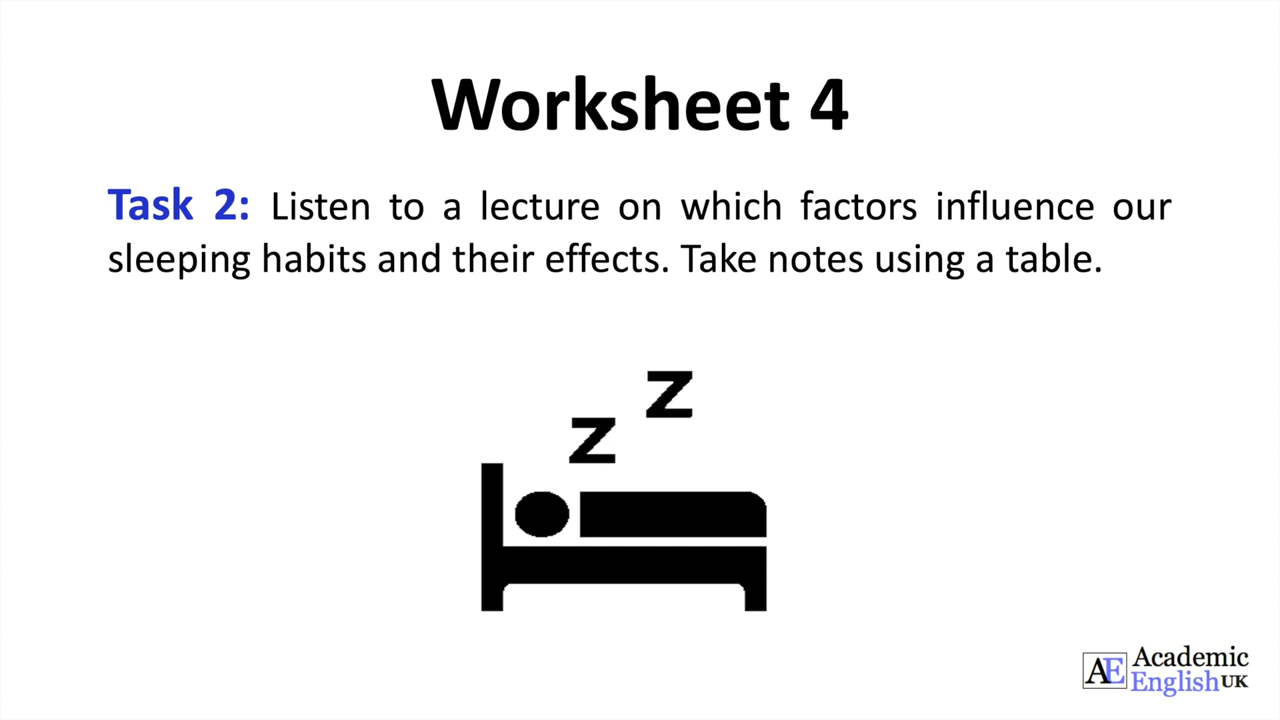 Worksheet 4
Task 2: Listen to a lecture on which factors influence our
sleeping habits and their effects. Take notes using a table.
Z
Z
AE Academic
English UK